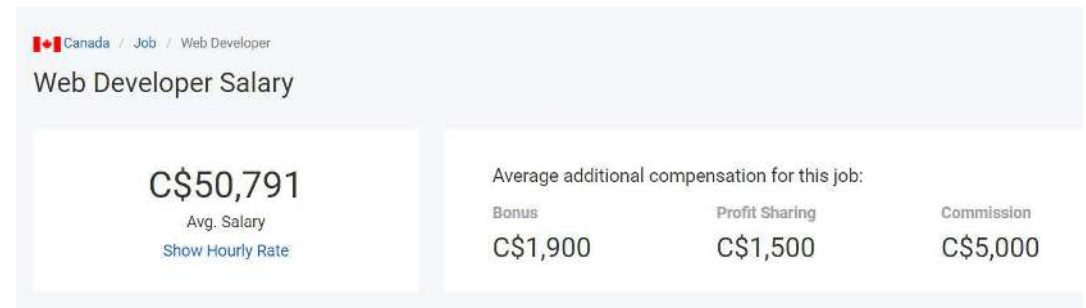 Canada / Job / Web Developer
Web Developer Salary
C$50,791
Avg. Salary
Show Hourly Rate
Average additional compensation for this job:
Bonus Profit Sharing Commission
C$1,900 C$1,500 C$5,000